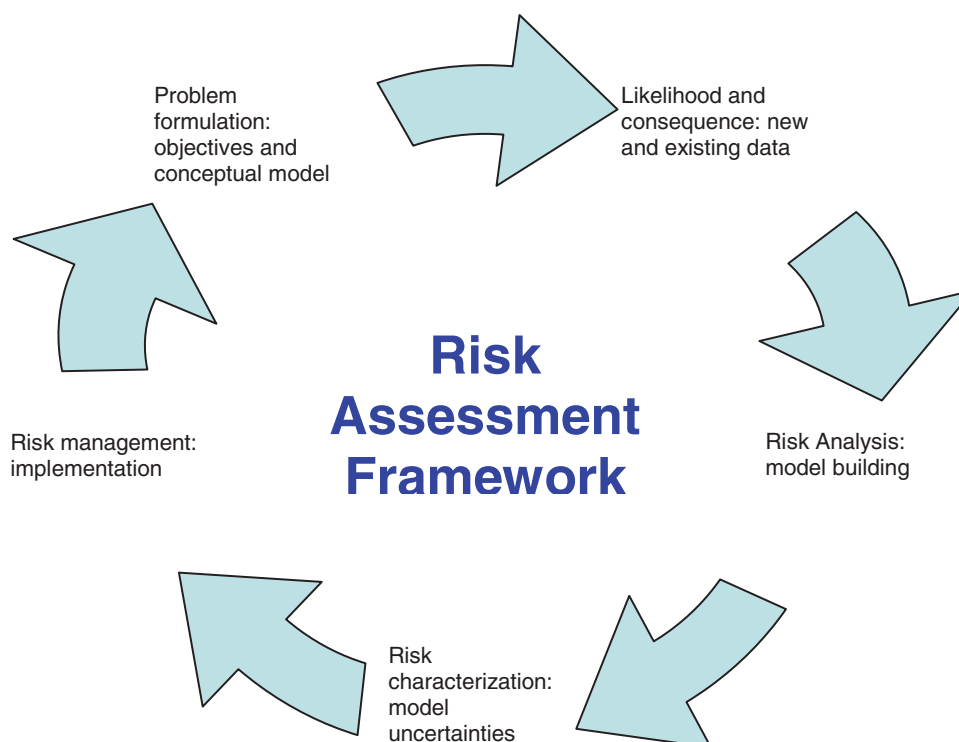 Problem
formulation:
objectives and
conceptual model
Likelihood and
consequence: new
and existing data
Risk
Assessment
Framework
Risk management:
implementation
Risk Analysis:
model building
Risk
characterization:
model
uncertainties